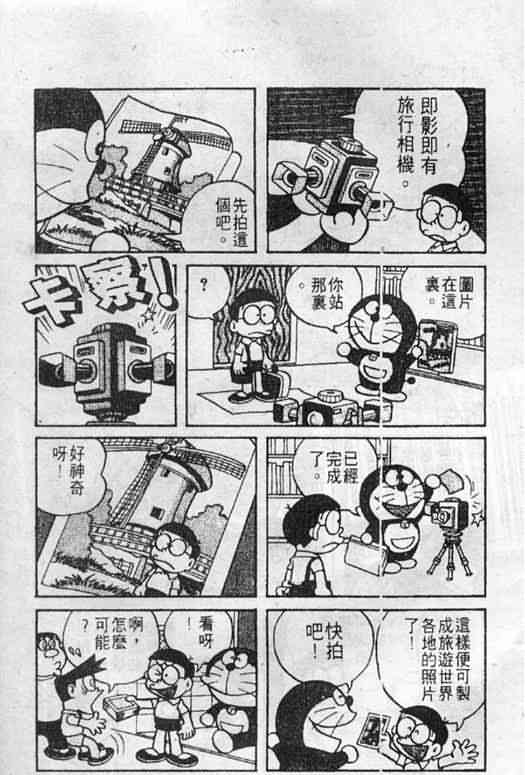 即影即有
旅行相機。
先拍這
個吧。
圖片
在這
裏。
你站
那裏
。
？
卡察！
已經
完成
了。
好神奇
呀！
這樣便可製
成旅遊世界
各地的照片
了！
快拍
吧！
看呀
！
啊，
怎麼
可能
？